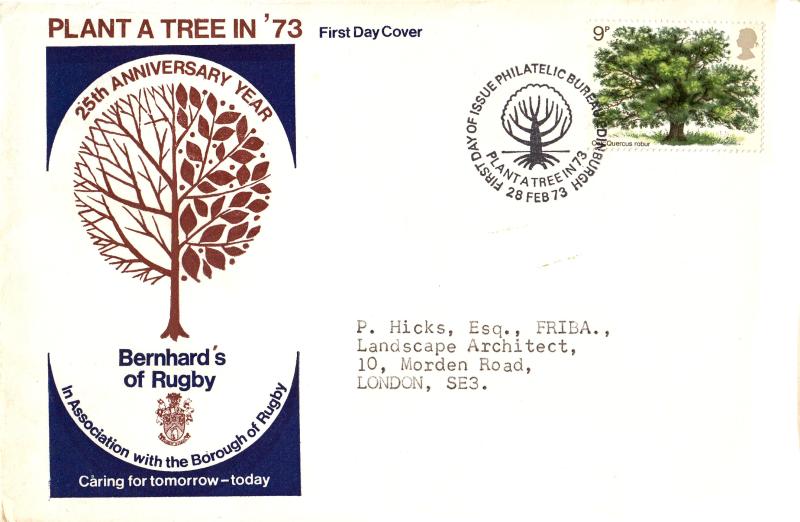 PLANT A TREE IN '73
First Day Cover
25th ANNIVERSARY YEAR
Bernhard's
of Rugby
In Association with the Borough of Rugby
Caring for tomorrow–today
FIRST DAY OF ISSUE PHILATELIC BUREAU EDINBURGH
PLANT A TREE IN 73
28 FEB 73
9P
Quercus robur
P. Hicks, Esq., FRIBA.,
Landscape Architect,
10, Morden Road,
LONDON, SE3.